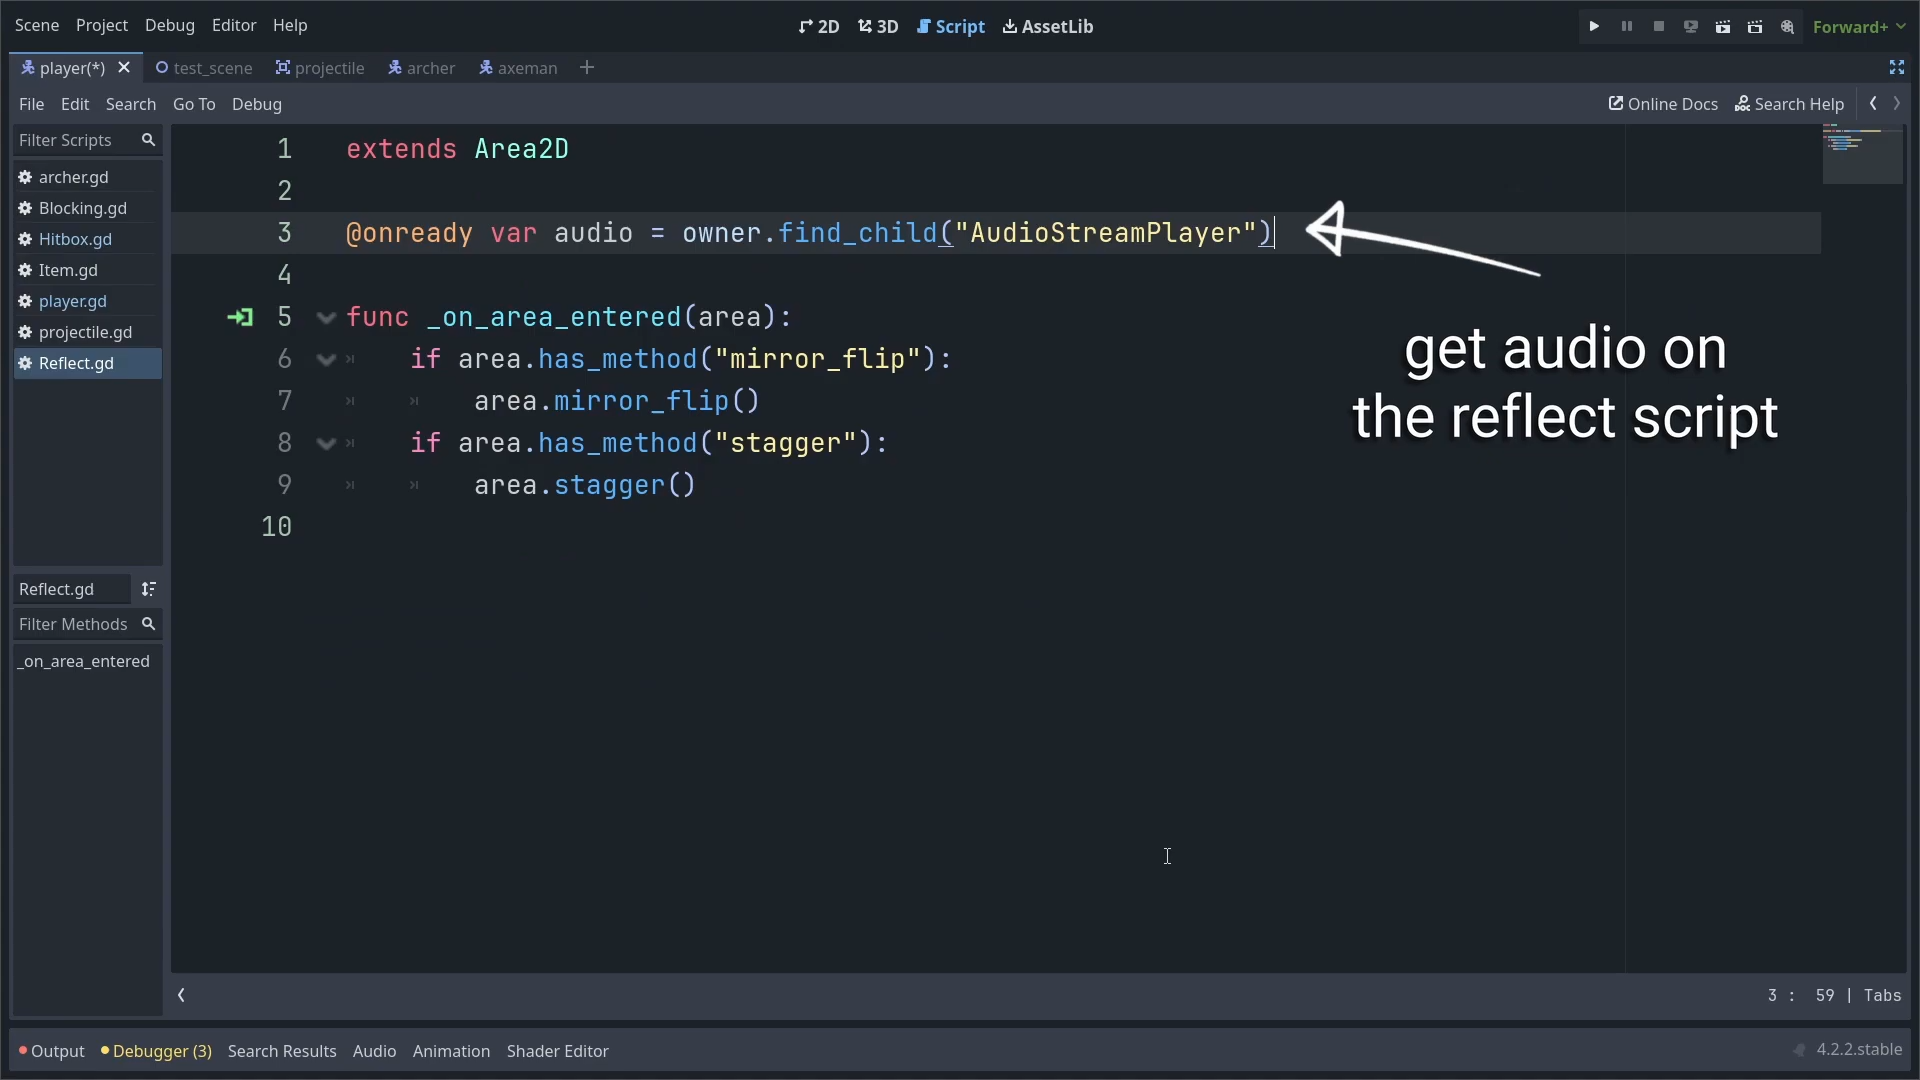 Scene Project Debug Editor Help
2D 3D Script AssetLib
Forward+
player(*) test_scene projectile archer axeman
File Edit Search Go To Debug
Online Docs Search Help
Filter Scripts
archer.gd
Blocking.gd
Hitbox.gd
Item.gd
player.gd
projectile.gd
Reflect.gd
Reflect.gd
Filter Methods
_on_area_entered
1 extends Area2D
2
3 @onready var audio = owner.find_child("AudioStreamPlayer")
4
5 func _on_area_entered(area):
6 if area.has_method("mirror_flip"):
7 area.mirror_flip()
8 if area.has_method("stagger"):
9 area.stagger()
10
get audio on
the reflect script
3 : 59 | Tabs
Output Debugger (3) Search Results Audio Animation Shader Editor
4.2.2.stable